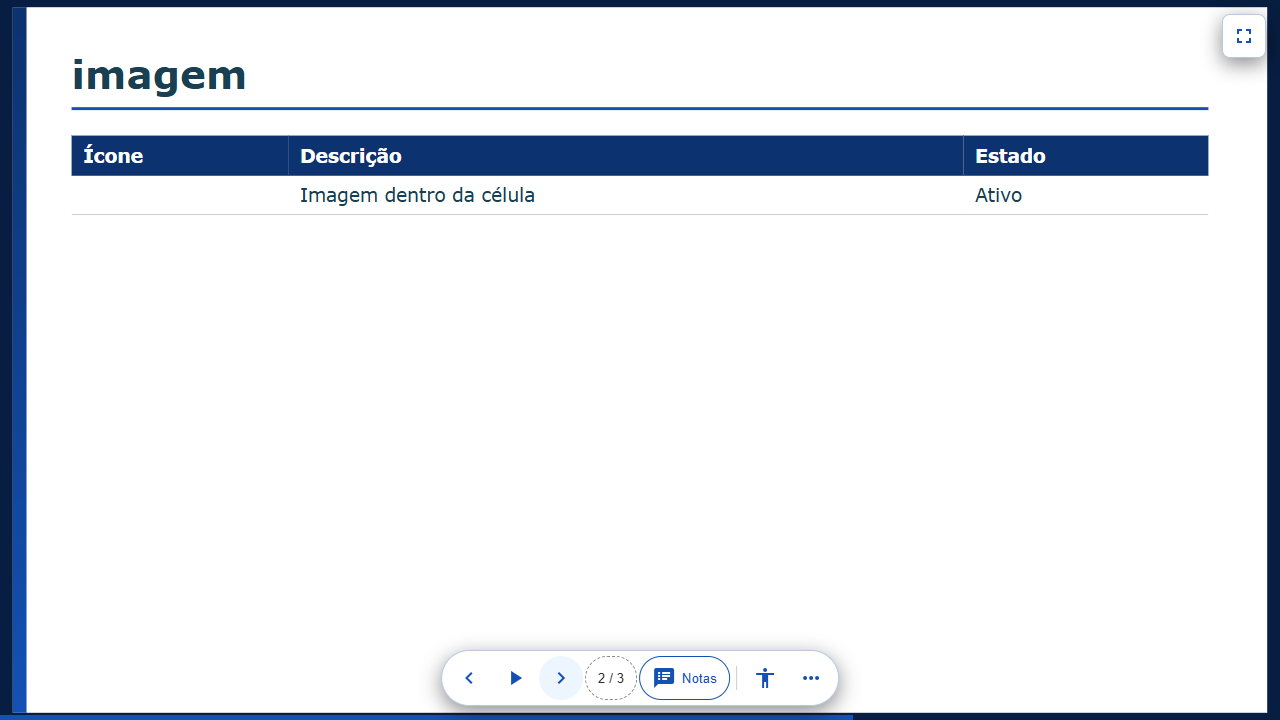 imagem
Ícone Descrição Estado
Imagem dentro da célula Ativo
2 / 3 Notas